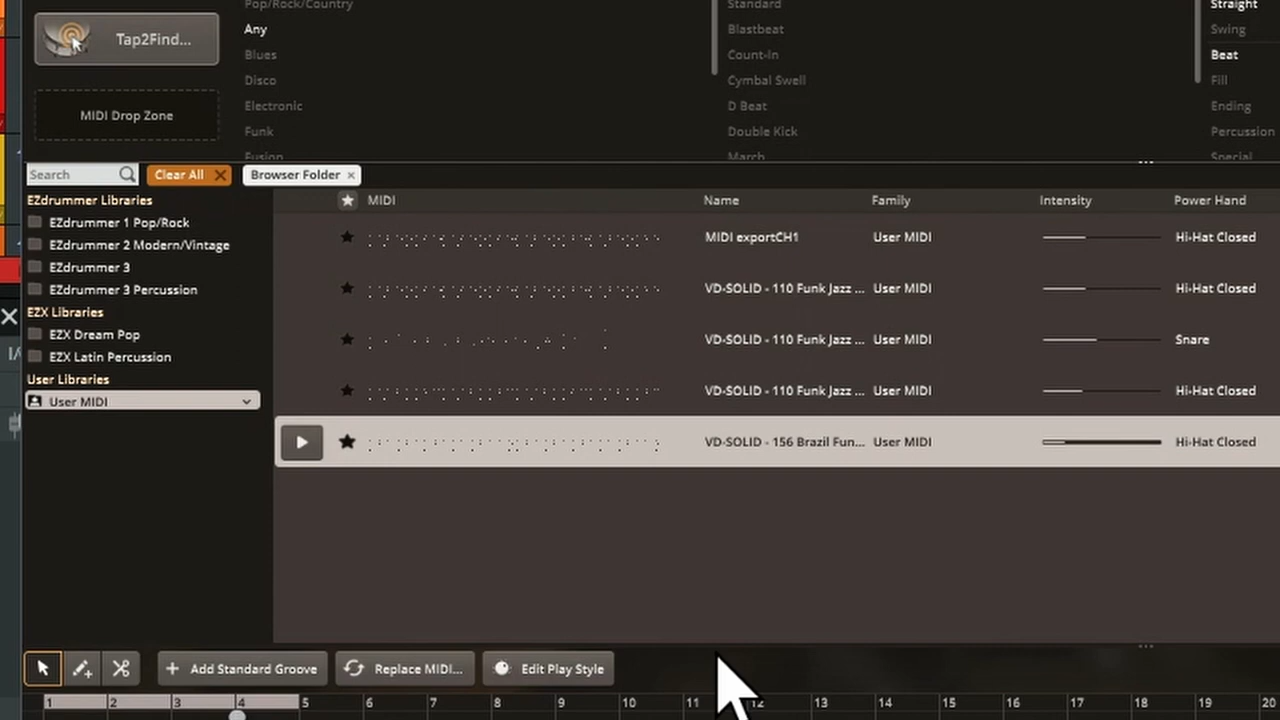 Pop/Rock/Country
Standard
Straight
Tap2Find...
Any
Blastbeat
Swing
Blues
Count-In
Beat
Disco
Cymbal Swell
Fill
MIDI Drop Zone
Electronic
D Beat
Ending
Funk
Double Kick
Percussion
Fusion
March
Special
Search
Clear All
Browser Folder
EZdrummer Libraries
MIDI
Name
Family
Intensity
Power Hand
EZdrummer 1 Pop/Rock
EZdrummer 2 Modern/Vintage
EZdrummer 3
EZdrummer 3 Percussion
EZX Libraries
EZX Dream Pop
EZX Latin Percussion
User Libraries
User MIDI
MIDI exportCH1 User MIDI Hi-Hat Closed
VD-SOLID - 110 Funk Jazz ... User MIDI Hi-Hat Closed
VD-SOLID - 110 Funk Jazz ... User MIDI Snare
VD-SOLID - 110 Funk Jazz ... User MIDI Hi-Hat Closed
VD-SOLID - 156 Brazil Fun... User MIDI Hi-Hat Closed
Add Standard Groove
Replace MIDI...
Edit Play Style
1 2 3 4 5 6 7 8 9 10 11 12 13 14 15 16 17 18 19 20